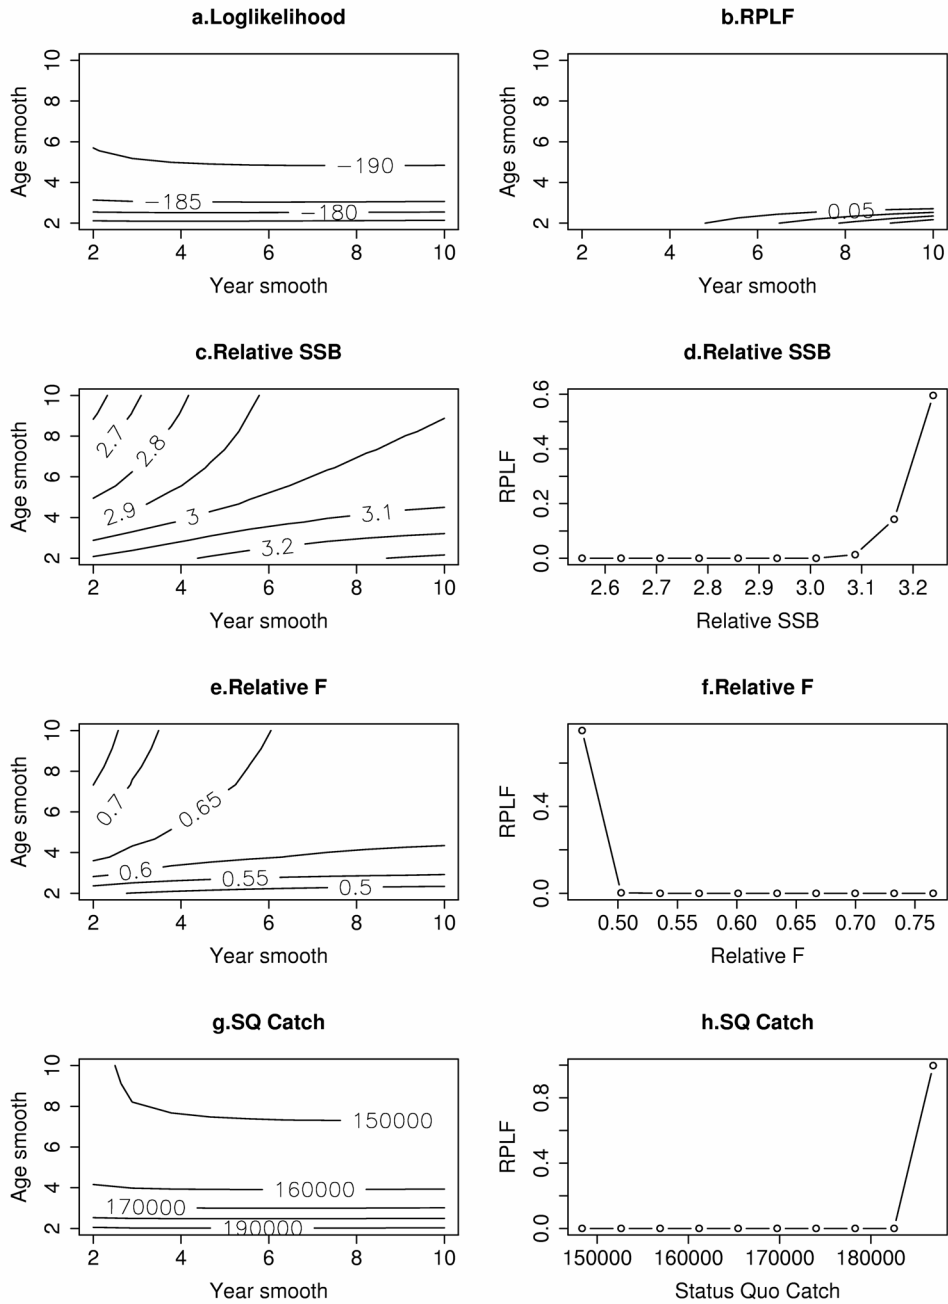 a.Loglikelihood
Age smooth
10
8
6
4
2
−190
−185
−180
2 4 6 8 10
Year smooth
b.RPLF
Age smooth
10
8
6
4
2
0.05
2 4 6 8 10
Year smooth
c.Relative SSB
Age smooth
10
8
6
4
2
2.7
2.8
2.9
3
3.1
3.2
2 4 6 8 10
Year smooth
d.Relative SSB
RPLF
0.6
0.4
0.2
0.0
2.6 2.7 2.8 2.9 3.0 3.1 3.2
Relative SSB
e.Relative F
Age smooth
10
8
6
4
2
0.7
0.65
0.6
0.55
0.5
2 4 6 8 10
Year smooth
f.Relative F
RPLF
0.4
0.0
0.50 0.55 0.60 0.65 0.70 0.75
Relative F
g.SQ Catch
Age smooth
10
8
6
4
2
150000
160000
170000
190000
2 4 6 8 10
Year smooth
h.SQ Catch
RPLF
0.8
0.4
0.0
150000 160000 170000 180000
Status Quo Catch